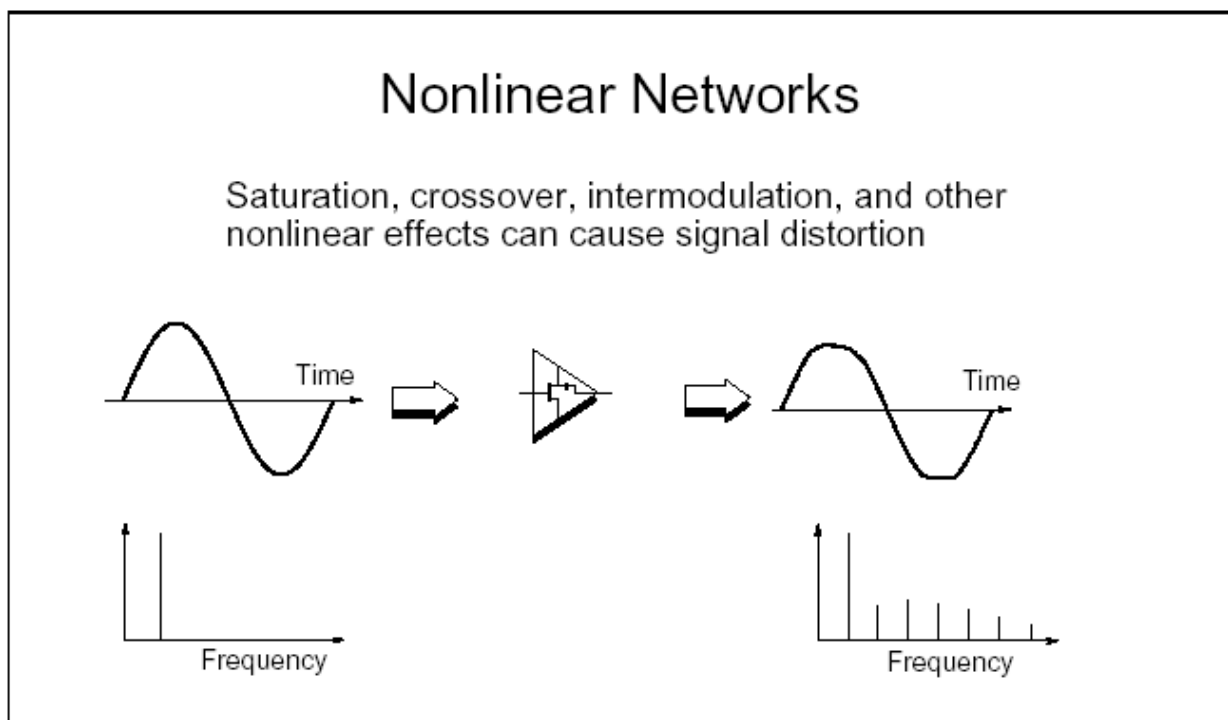 Nonlinear Networks
Saturation, crossover, intermodulation, and other
nonlinear effects can cause signal distortion
Time
Time
Frequency
Frequency